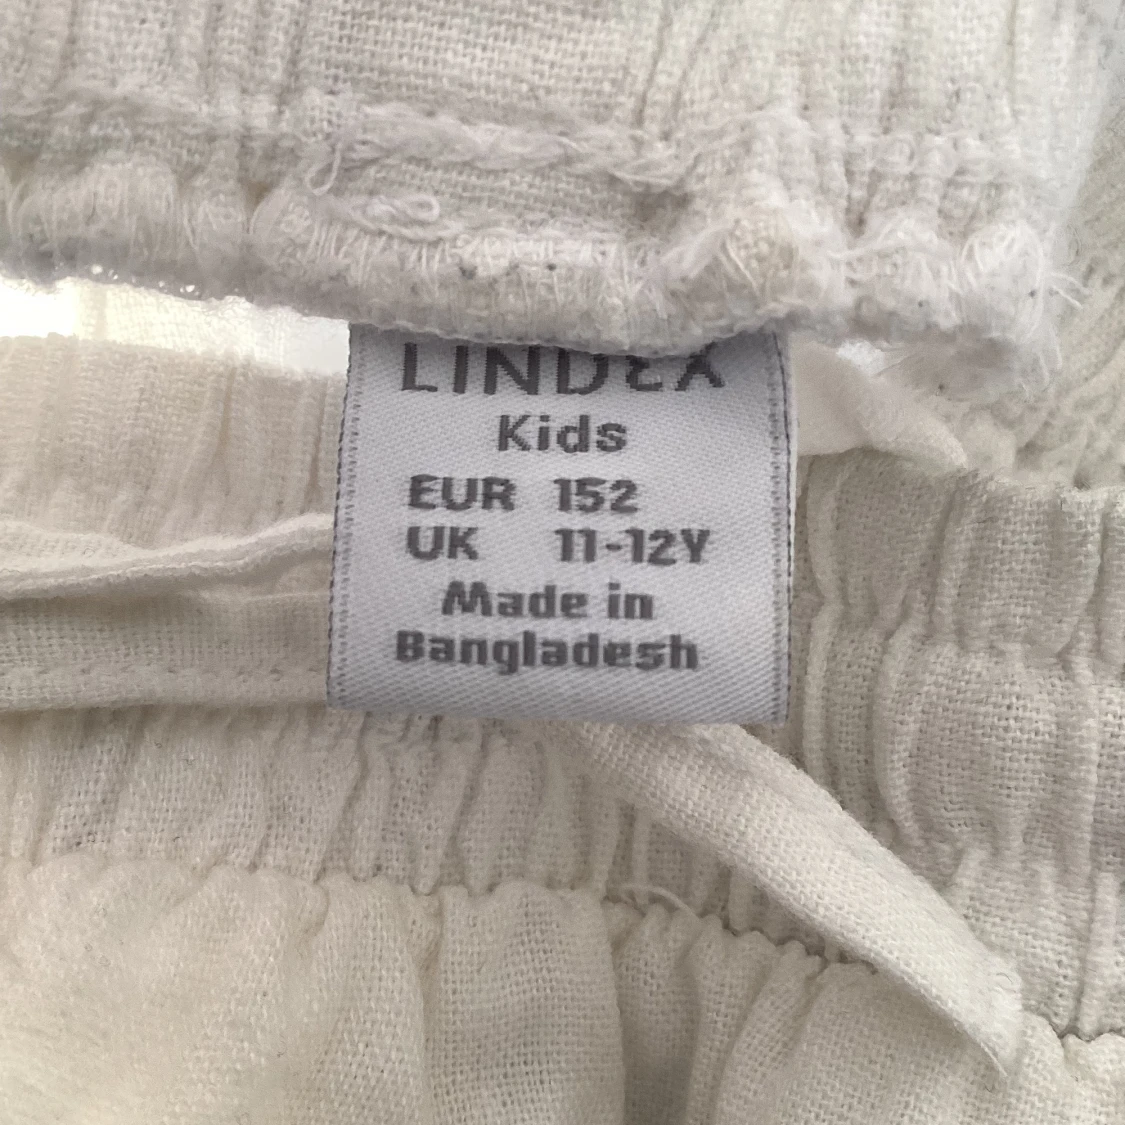 LINDEX
Kids
EUR 152
UK 11-12Y
Made in
Bangladesh